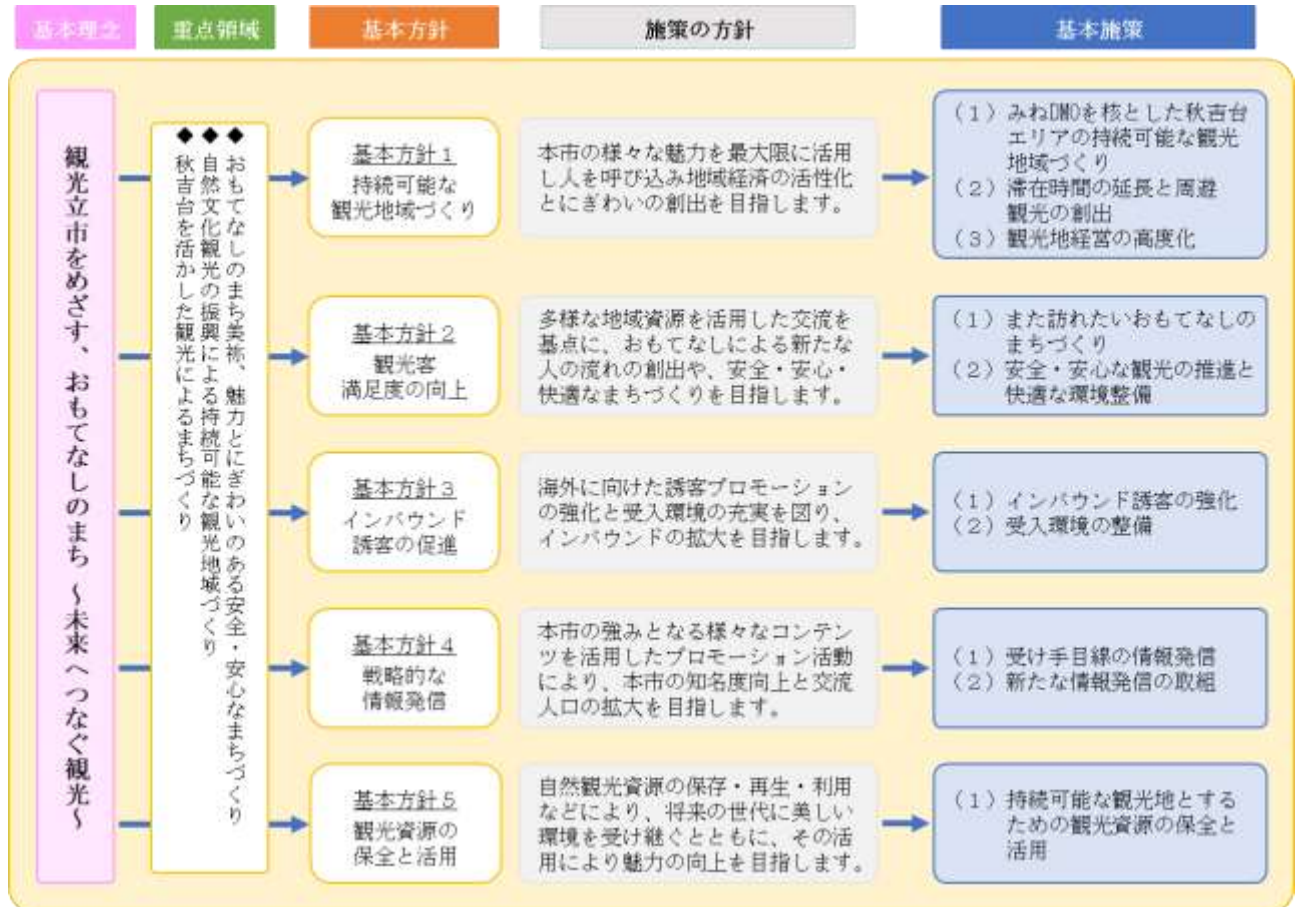 基本理念
重点領域
基本方針
施策の方針
基本施策
観光立市をめざす、おもてなしのまち ～未来へつなぐ観光～
◆おもてなしのまち美祢、魅力とにぎわいのある安全・安心なまちづくり
◆自然文化観光の振興による持続可能な観光地域づくり
◆秋吉台を活かした観光によるまちづくり
基本方針1
持続可能な
観光地域づくり
本市の様々な魅力を最大限に活用
し人を呼び込み地域経済の活性化
とにぎわいの創出を目指します。
（1）みねDMOを核とした秋吉台
エリアの持続可能な観光
地域づくり
（2）滞在時間の延長と周遊
観光の創出
（3）観光地経営の高度化
基本方針2
観光客
満足度の向上
多様な地域資源を活用した交流を
基点に、おもてなしによる新たな
人の流れの創出や、安全・安心・
快適なまちづくりを目指します。
（1）また訪れたいおもてなしの
まちづくり
（2）安全・安心な観光の推進と
快適な環境整備
基本方針3
インバウンド
誘客の促進
海外に向けた誘客プロモーション
の強化と受入環境の充実を図り、
インバウンドの拡大を目指します。
（1）インバウンド誘客の強化
（2）受入環境の整備
基本方針4
戦略的な
情報発信
本市の強みとなる様々なコンテン
ツを活用したプロモーション活動
により、本市の知名度向上と交流
人口の拡大を目指します。
（1）受け手目線の情報発信
（2）新たな情報発信の取組
基本方針5
観光資源の
保全と活用
自然観光資源の保存・再生・利用
などにより、将来の世代に美しい
環境を受け継ぐとともに、その活
用により魅力の向上を目指します。
（1）持続可能な観光地とする
ための観光資源の保全と
活用